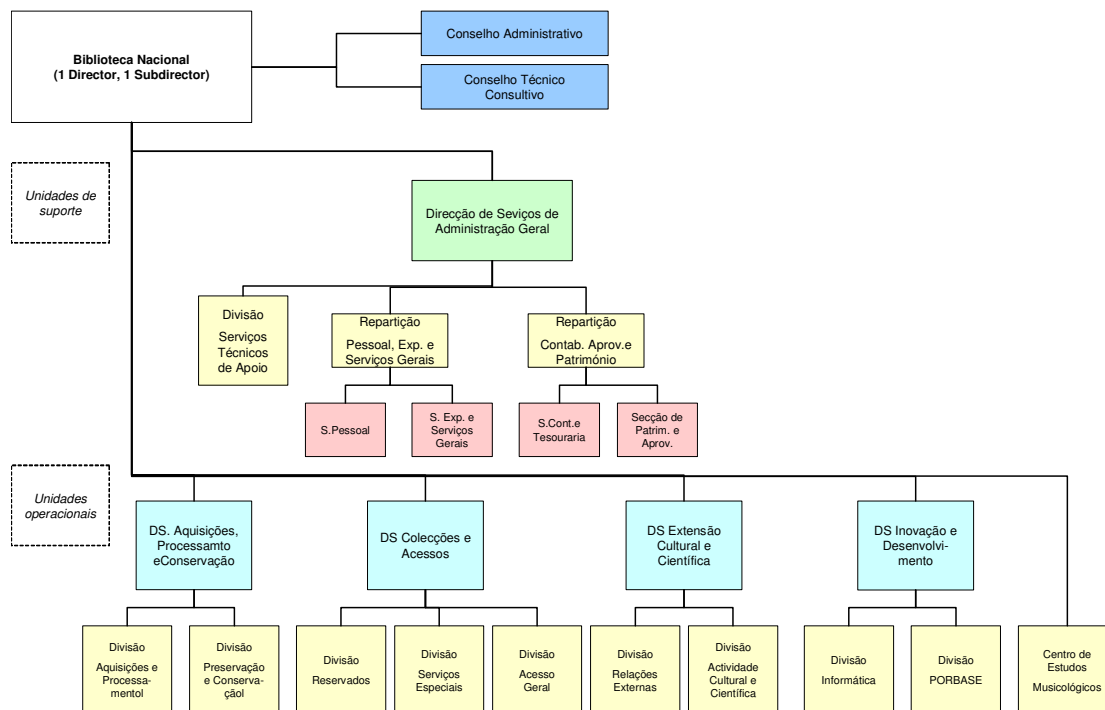 Biblioteca Nacional
(1 Director, 1 Subdirector)
Conselho Administrativo
Conselho Técnico
Consultivo
Unidades de
suporte
Direcção de Seviços de
Administração Geral
Divisão
Serviços
Técnicos
de Apoio
Repartição
Pessoal, Exp. e
Serviços Gerais
Repartição
Contab. Aprov.e
Património
S.Pessoal
S. Exp. e
Serviços
Gerais
S.Cont.e
Tesouraria
Secção de
Patrim. e
Aprov.
Unidades
operacionais
DS. Aquisições,
Processamto
eConservação
DS Colecções e
Acessos
DS Extensão
Cultural e
Científica
DS Inovação e
Desenvolvi-
mento
Divisão
Aquisições e
Processa-
mentol
Divisão
Preservação
e Conserva-
çãol
Divisão
Reservados
Divisão
Serviços
Especiais
Divisão
Acesso
Geral
Divisão
Relações
Externas
Divisão
Actividade
Cultural e
Científica
Divisão
Informática
Divisão
PORBASE
Centro de
Estudos
Musicológicos